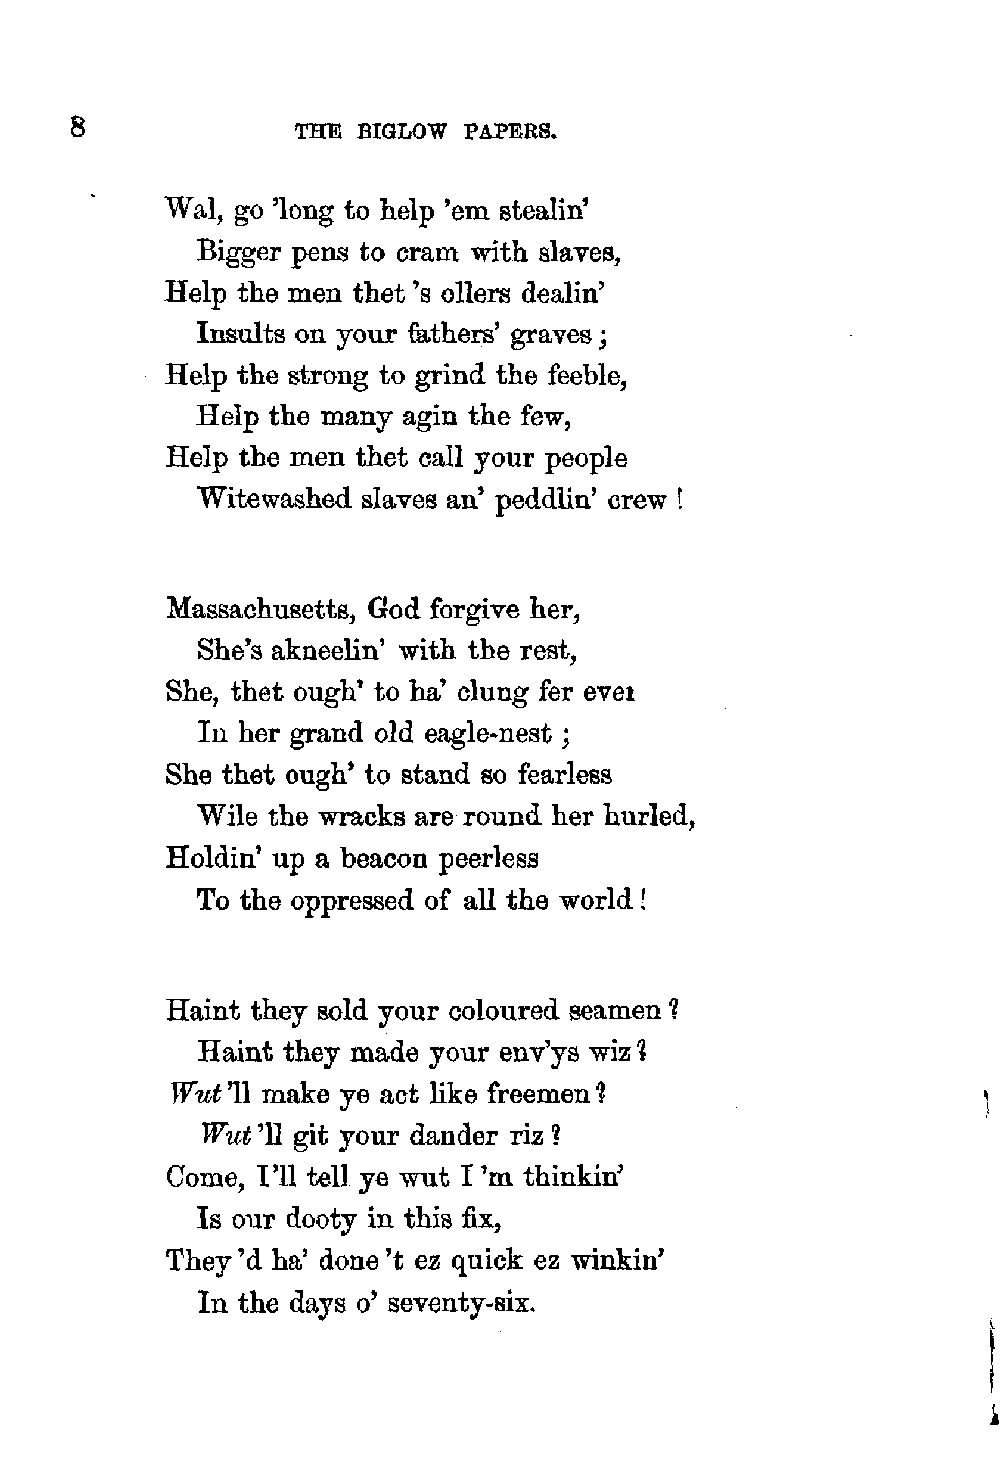 8 THE BIGLOW PAPERS.
Wal, go 'long to help 'em stealin'
Bigger pens to cram with slaves,
Help the men thet 's ollers dealin'
Insults on your fathers' graves;
Help the strong to grind the feeble,
Help the many agin the few,
Help the men thet call your people
Witewashed slaves an' peddlin' crew!
Massachusetts, God forgive her,
She's akneelin' with the rest,
She, thet ough' to ha' clung fer ever
In her grand old eagle-nest;
She thet ough' to stand so fearless
Wile the wracks are round her hurled,
Holdin' up a beacon peerless
To the oppressed of all the world!
Haint they sold your coloured seamen?
Haint they made your env'ys wiz?
Wut'll make ye act like freemen?
Wut'll git your dander riz?
Come, I'll tell ye wut I'm thinkin'
Is our dooty in this fix,
They'd ha' done't ez quick ez winkin'
In the days o' seventy-six.